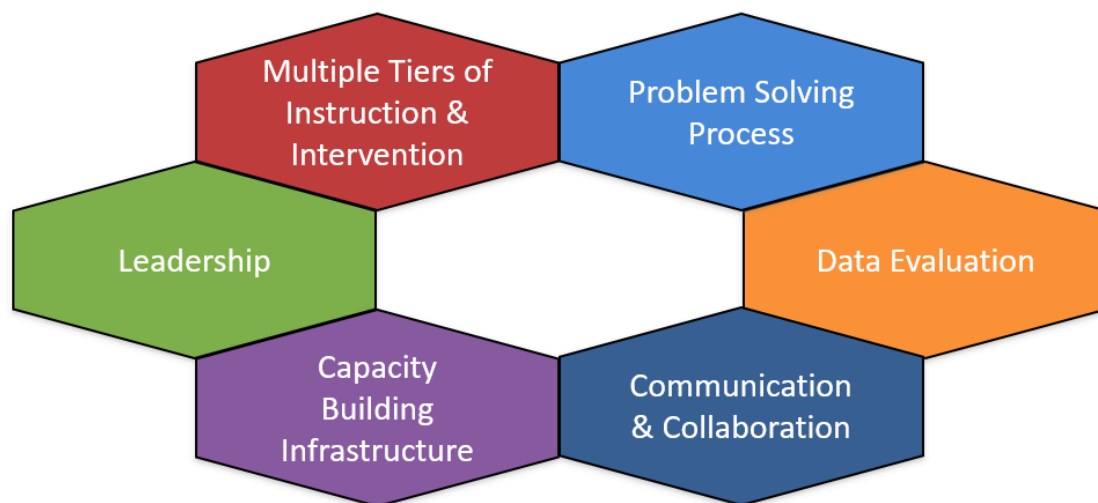 Multiple Tiers of
Instruction &
Intervention
Problem Solving
Process
Leadership
Data Evaluation
Capacity
Building
Infrastructure
Communication
& Collaboration